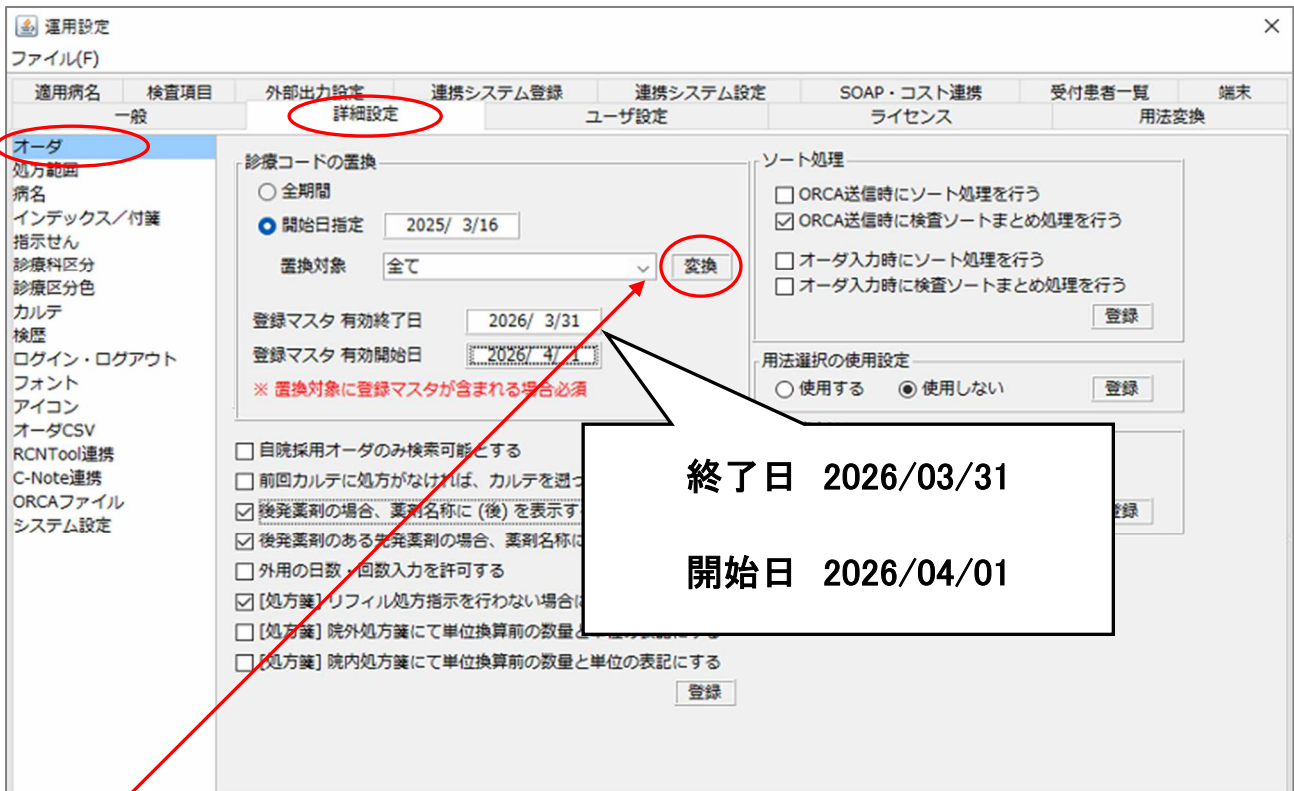 運用設定
ファイル(F)
適用病名 検査項目 外部出力設定 連携システム登録 連携システム設定 SOAP・コスト連携 受付患者一覧 端末
一般 詳細設定 ユーザ設定 ライセンス 用法変換
オーダ
処方範囲
病名
インデックス／付箋
指示せん
診療科区分
診療区分色
カルテ
検歴
ログイン・ログアウト
フォント
アイコン
オーダCSV
RCNTool連携
C-Note連携
ORCAファイル
システム設定
診療コードの置換
全期間
開始日指定 2025/ 3/16
置換対象 全て 変換
登録マスタ 有効終了日 2026/ 3/31
登録マスタ 有効開始日 2026/ 4/ 1
※ 置換対象に登録マスタが含まれる場合必須
自院採用オーダのみ検索可能とする
前回カルテに処方がなければ、カルテを遡っ
後発薬剤の場合、薬剤名称に (後) を表示す
後発薬剤のある先発薬剤の場合、薬剤名称に
外用の日数・回数入力を許可する
[処方箋] リフィル処方指示を行わない場合に
[処方箋] 院外処方箋にて単位換算前の数量と単位の表記にする
[処方箋] 院内処方箋にて単位換算前の数量と単位の表記にする
登録
ソート処理
ORCA送信時にソート処理を行う
ORCA送信時に検査ソートまとめ処理を行う
オーダ入力時にソート処理を行う
オーダ入力時に検査ソートまとめ処理を行う
登録
用法選択の使用設定
使用する 使用しない 登録
登録
終了日 2026/03/31
開始日 2026/04/01